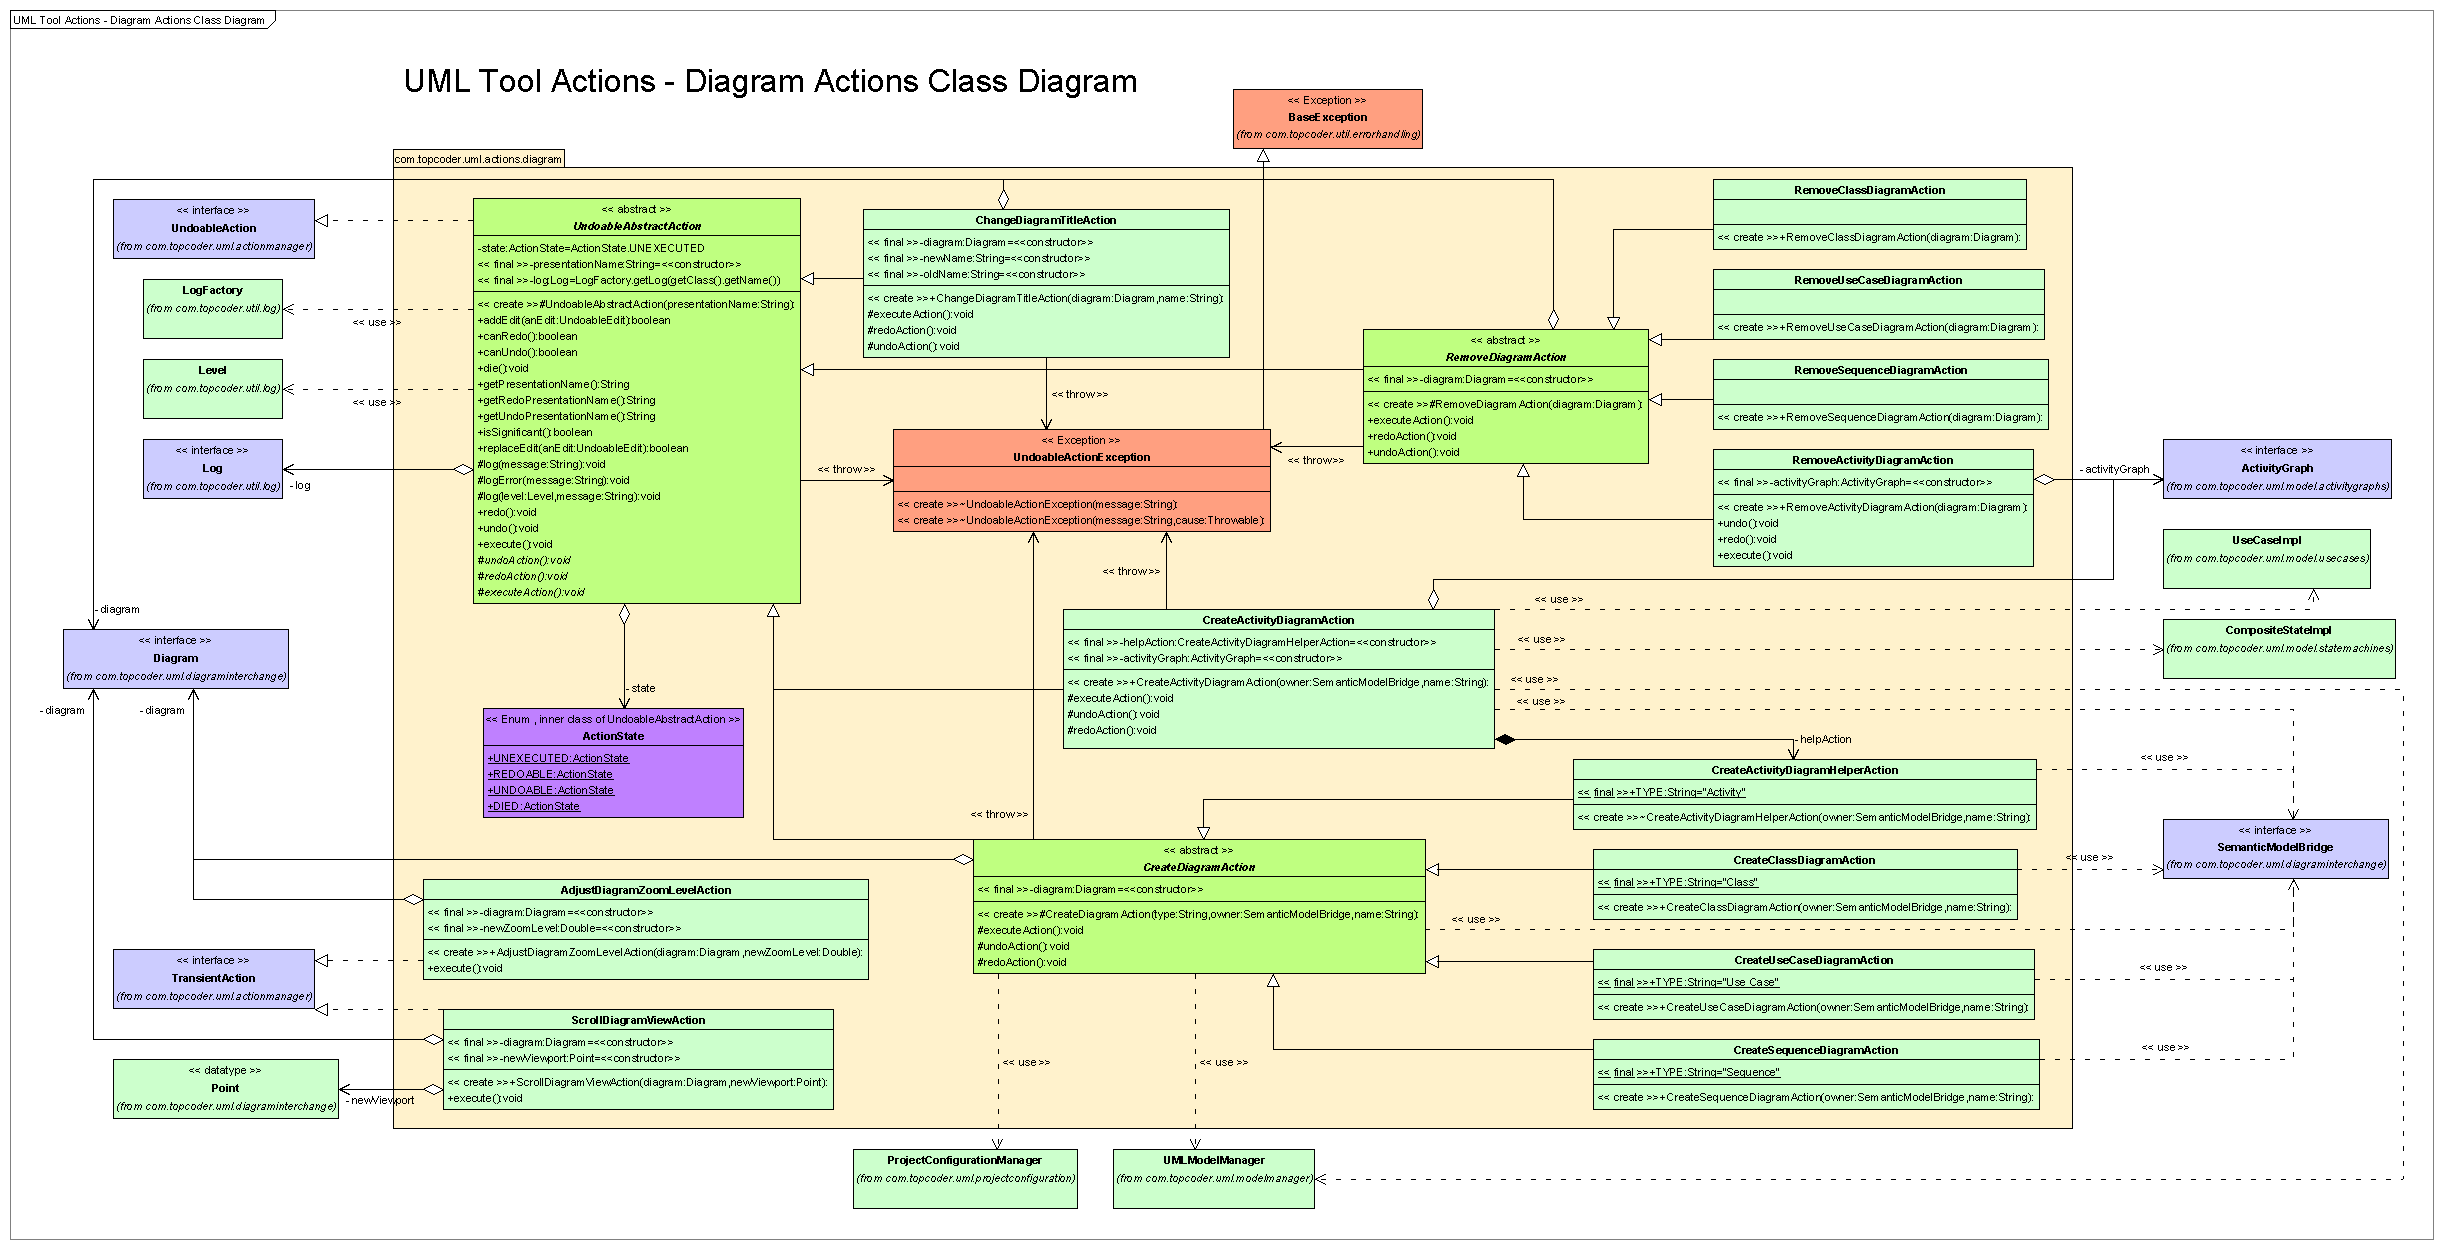 UML Tool Actions - Diagram Actions Class Diagram
UML Tool Actions - Diagram Actions Class Diagram
<< Exception >>
BaseException
(from com.topcoder.util.errorhandling)
com.topcoder.uml.actions.diagram
<< interface >>
UndoableAction
(from com.topcoder.uml.actionmanager)
LogFactory
(from com.topcoder.util.log)
<< use >>
Level
(from com.topcoder.util.log)
<< use >>
<< interface >>
Log
(from com.topcoder.util.log)
- log
<< abstract >>
UndoableAbstractAction
-state:ActionState=ActionState.UNEXECUTED
<< final >>-presentationName:String=<<constructor>>
<< final >>-log:Log=LogFactory.getLog(getClass().getName())
<< create >>#UndoableAbstractAction(presentationName:String):
+addEdit(anEdit:UndoableEdit):boolean
+canRedo():boolean
+canUndo():boolean
+die():void
+getPresentationName():String
+getRedoPresentationName():String
+getUndoPresentationName():String
+isSignificant():boolean
+replaceEdit(anEdit:UndoableEdit):boolean
#log(message:String):void
#logError(message:String):void
#log(level:Level,message:String):void
+redo():void
+undo():void
+execute():void
#undoAction():void
#redoAction():void
#executeAction():void
ChangeDiagramTitleAction
<< final >>-diagram:Diagram=<<constructor>>
<< final >>-newName:String=<<constructor>>
<< final >>-oldName:String=<<constructor>>
<< create >>+ChangeDiagramTitleAction(diagram:Diagram,name:String):
#executeAction():void
#redoAction():void
#undoAction():void
<< throw >>
<< abstract >>
RemoveDiagramAction
<< final >>-diagram:Diagram=<<constructor>>
<< create >>#RemoveDiagramAction(diagram:Diagram):
+executeAction():void
+redoAction():void
+undoAction():void
<< throw >>
<< throw >>
<< Exception >>
UndoableActionException
<< create >>~UndoableActionException(message:String):
<< create >>~UndoableActionException(message:String,cause:Throwable):
<< throw >>
RemoveClassDiagramAction
<< create >>+RemoveClassDiagramAction(diagram:Diagram):
RemoveUseCaseDiagramAction
<< create >>+RemoveUseCaseDiagramAction(diagram:Diagram):
RemoveSequenceDiagramAction
<< create >>+RemoveSequenceDiagramAction(diagram:Diagram):
RemoveActivityDiagramAction
<< final >>-activityGraph:ActivityGraph=<<constructor>>
<< create >>+RemoveActivityDiagramAction(diagram:Diagram):
+undo():void
+redo():void
+execute():void
- activityGraph
<< interface >>
ActivityGraph
(from com.topcoder.uml.model.activitygraphs)
UseCaseImpl
(from com.topcoder.uml.model.usecases)
<< use >>
CompositeStateImpl
(from com.topcoder.uml.model.statemachines)
<< use >>
<< use >>
<< use >>
- diagram
<< interface >>
Diagram
(from com.topcoder.uml.diagraminterchange)
- diagram
- diagram
- state
<< Enum , inner class of UndoableAbstractAction >>
ActionState
+UNEXECUTED:ActionState
+REDOABLE:ActionState
+UNDOABLE:ActionState
+DIED:ActionState
CreateActivityDiagramAction
<< final >>-helpAction:CreateActivityDiagramHelperAction=<<constructor>>
<< final >>-activityGraph:ActivityGraph=<<constructor>>
<< create >>+CreateActivityDiagramAction(owner:SemanticModelBridge,name:String):
#executeAction():void
#undoAction():void
#redoAction():void
- helpAction
CreateActivityDiagramHelperAction
<< final >>+TYPE:String="Activity"
<< create >>~CreateActivityDiagramHelperAction(owner:SemanticModelBridge,name:String):
<< use >>
<< throw >>
<< interface >>
SemanticModelBridge
(from com.topcoder.uml.diagraminterchange)
<< abstract >>
CreateDiagramAction
<< final >>-diagram:Diagram=<<constructor>>
<< create >>#CreateDiagramAction(type:String,owner:SemanticModelBridge,name:String):
#executeAction():void
#undoAction():void
#redoAction():void
<< use >>
CreateClassDiagramAction
<< final >>+TYPE:String="Class"
<< create >>+CreateClassDiagramAction(owner:SemanticModelBridge,name:String):
<< use >>
CreateUseCaseDiagramAction
<< final >>+TYPE:String="Use Case"
<< create >>+CreateUseCaseDiagramAction(owner:SemanticModelBridge,name:String):
<< use >>
CreateSequenceDiagramAction
<< final >>+TYPE:String="Sequence"
<< create >>+CreateSequenceDiagramAction(owner:SemanticModelBridge,name:String):
<< use >>
AdjustDiagramZoomLevelAction
<< final >>-diagram:Diagram=<<constructor>>
<< final >>-newZoomLevel:Double=<<constructor>>
<< create >>+AdjustDiagramZoomLevelAction(diagram:Diagram,newZoomLevel:Double):
+execute():void
<< interface >>
TransientAction
(from com.topcoder.uml.actionmanager)
ScrollDiagramViewAction
<< final >>-diagram:Diagram=<<constructor>>
<< final >>-newViewport:Point=<<constructor>>
<< create >>+ScrollDiagramViewAction(diagram:Diagram,newViewport:Point):
+execute():void
<< datatype >>
Point
(from com.topcoder.uml.diagraminterchange)
- newViewport
<< use >>
<< use >>
ProjectConfigurationManager
(from com.topcoder.uml.projectconfiguration)
UMLModelManager
(from com.topcoder.uml.modelmanager)